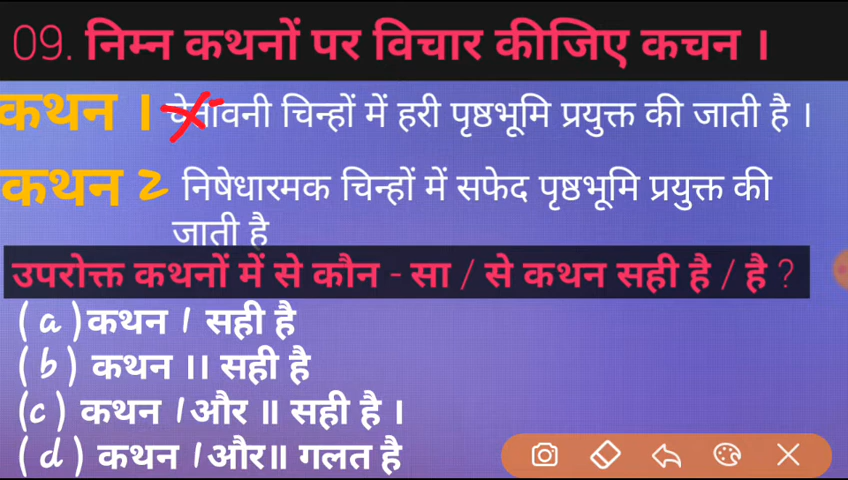 09. निम्न कथनों पर विचार कीजिए कचन ।
कथन । चेतावनी चिन्हों में हरी पृष्ठभूमि प्रयुक्त की जाती है ।
कथन 2 निषेधारमक चिन्हों में सफेद पृष्ठभूमि प्रयुक्त की
जाती है
उपरोक्त कथनों में से कौन - सा / से कथन सही है / है ?
(a) कथन । सही है
(b) कथन ।। सही है
(c) कथन । और ॥ सही है ।
(d) कथन । और॥ गलत है